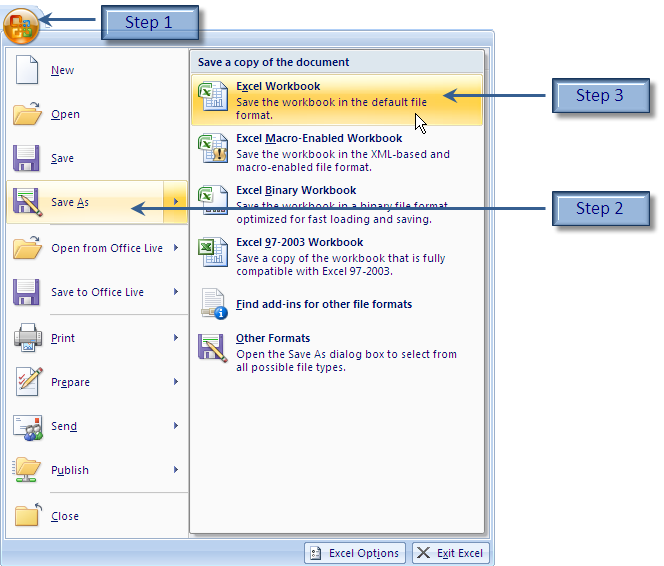 Step 1
New
Open
Save
Save As
Open from Office Live
Save to Office Live
Print
Prepare
Send
Publish
Close
Save a copy of the document
Excel Workbook
Save the workbook in the default file
format.
Step 3
Excel Macro-Enabled Workbook
Save the workbook in the XML-based and
macro-enabled file format.
Excel Binary Workbook
Save the workbook in a binary file format
optimized for fast loading and saving.
Step 2
Excel 97-2003 Workbook
Save a copy of the workbook that is fully
compatible with Excel 97-2003.
Find add-ins for other file formats
Other Formats
Open the Save As dialog box to select from
all possible file types.
Excel Options
Exit Excel